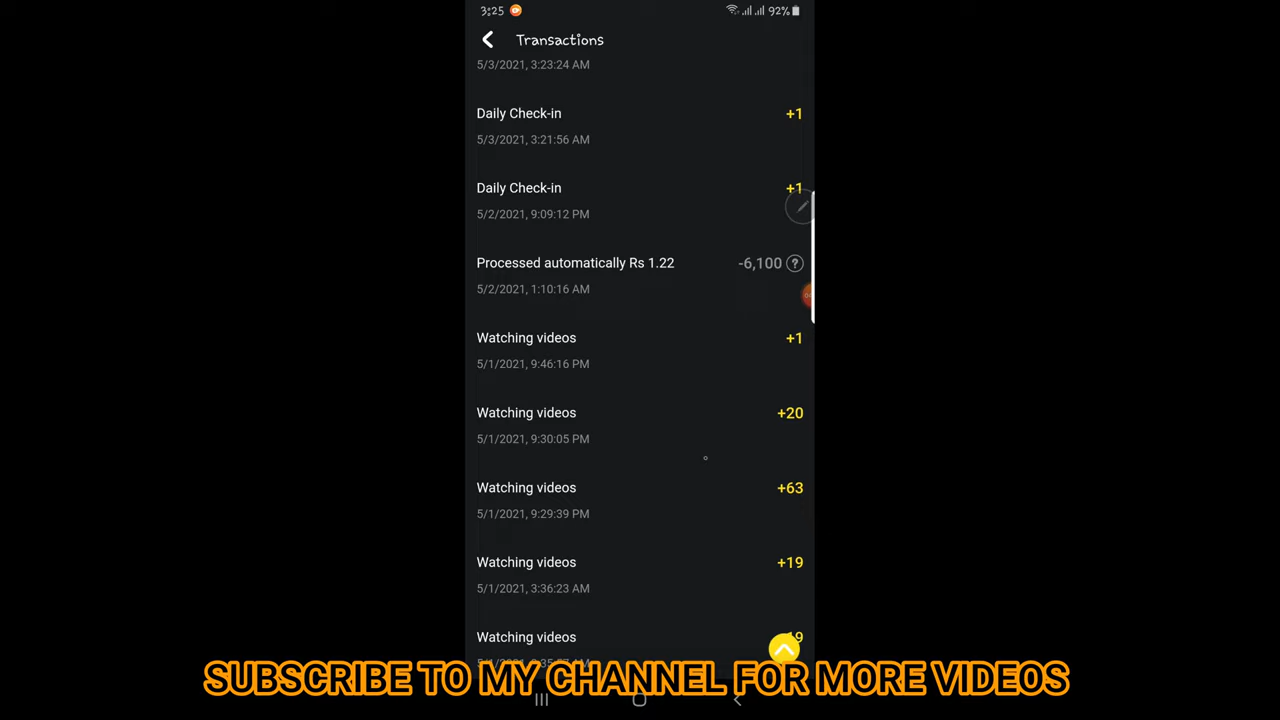 3:25 92%
Transactions
5/3/2021, 3:23:24 AM
Daily Check-in +1
5/3/2021, 3:21:56 AM
Daily Check-in +1
5/2/2021, 9:09:12 PM
Processed automatically Rs 1.22 -6,100 ?
5/2/2021, 1:10:16 AM
Watching videos +1
5/1/2021, 9:46:16 PM
Watching videos +20
5/1/2021, 9:30:05 PM
Watching videos +63
5/1/2021, 9:29:39 PM
Watching videos +19
5/1/2021, 3:36:23 AM
Watching videos
SUBSCRIBE TO MY CHANNEL FOR MORE VIDEOS